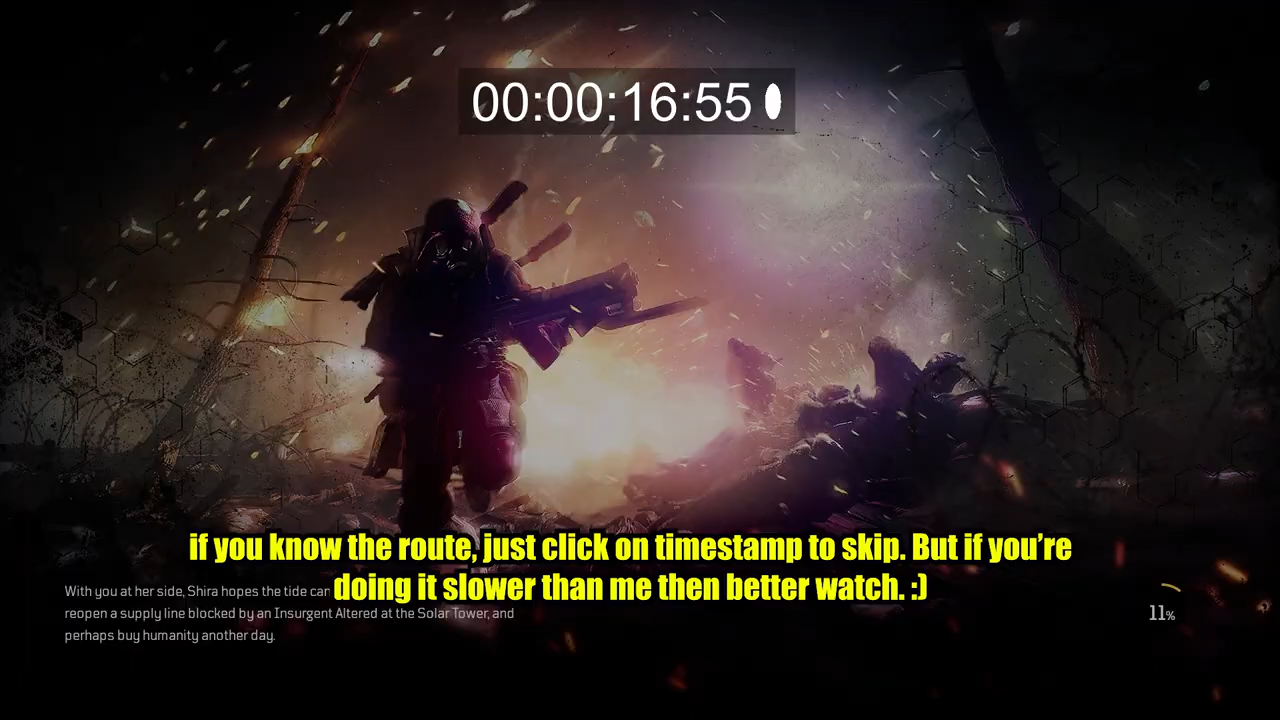 00:00:16:55
if you know the route, just click on timestamp to skip. But if you're
doing it slower than me then better watch. :)
With you at her side, Shira hopes the tide can
reopen a supply line blocked by an Insurgent Altered at the Solar Tower, and
perhaps buy humanity another day.
11%